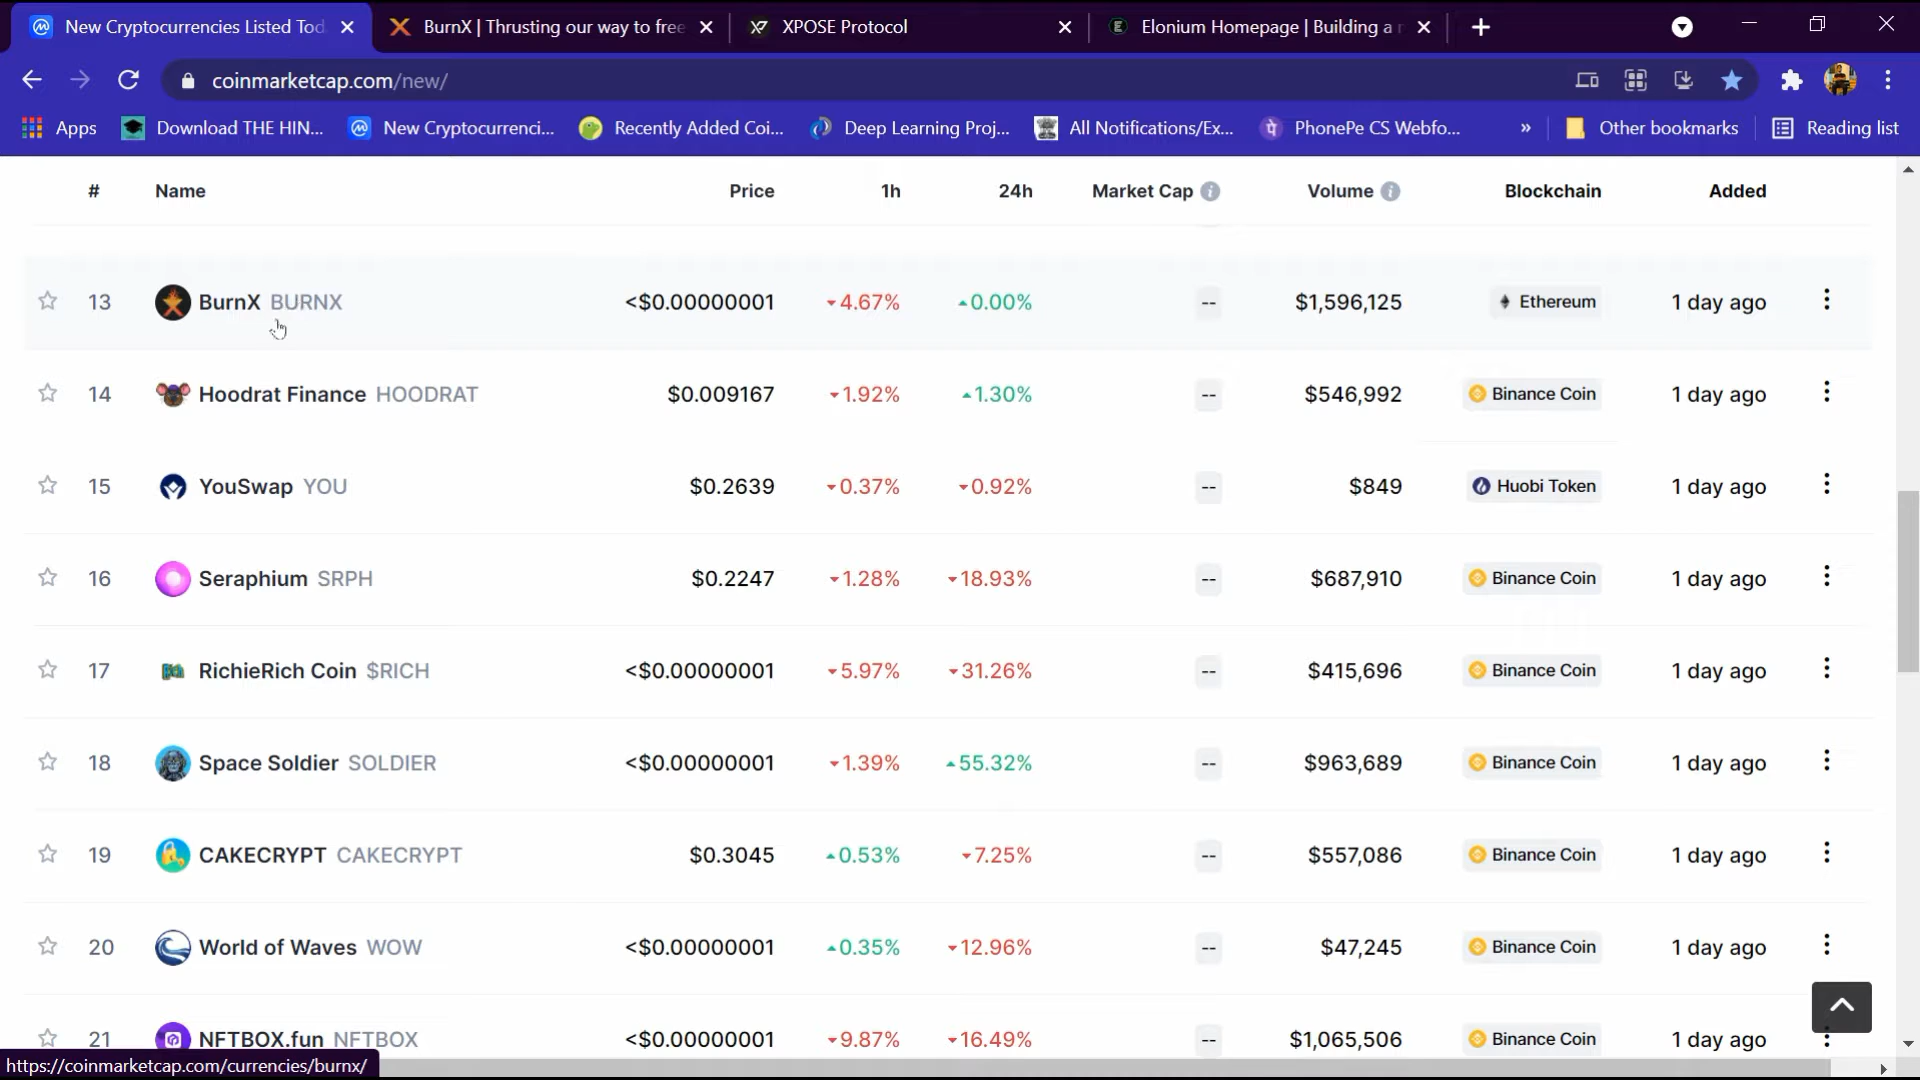 New Cryptocurrencies Listed Tod
BurnX | Thrusting our way to free
XPOSE Protocol
Elonium Homepage | Building a r
coinmarketcap.com/new/
Apps
Download THE HIN...
New Cryptocurrenci...
Recently Added Coi...
Deep Learning Proj...
All Notifications/Ex...
PhonePe CS Webfo...
»
Other bookmarks
Reading list
# Name Price 1h 24h Market Cap Volume Blockchain Added
13 BurnX BURNX <$0.00000001 4.67% 0.00% -- $1,596,125 Ethereum 1 day ago
14 Hoodrat Finance HOODRAT $0.009167 1.92% 1.30% -- $546,992 Binance Coin 1 day ago
15 YouSwap YOU $0.2639 0.37% 0.92% -- $849 Huobi Token 1 day ago
16 Seraphium SRPH $0.2247 1.28% 18.93% -- $687,910 Binance Coin 1 day ago
17 RichieRich Coin $RICH <$0.00000001 5.97% 31.26% -- $415,696 Binance Coin 1 day ago
18 Space Soldier SOLDIER <$0.00000001 1.39% 55.32% -- $963,689 Binance Coin 1 day ago
19 CAKECRYPT CAKECRYPT $0.3045 0.53% 7.25% -- $557,086 Binance Coin 1 day ago
20 World of Waves WOW <$0.00000001 0.35% 12.96% -- $47,245 Binance Coin 1 day ago
21 NFTBOX.fun NFTBOX <$0.00000001 9.87% 16.49% -- $1,065,506 Binance Coin 1 day ago
https://coinmarketcap.com/currencies/burnx/